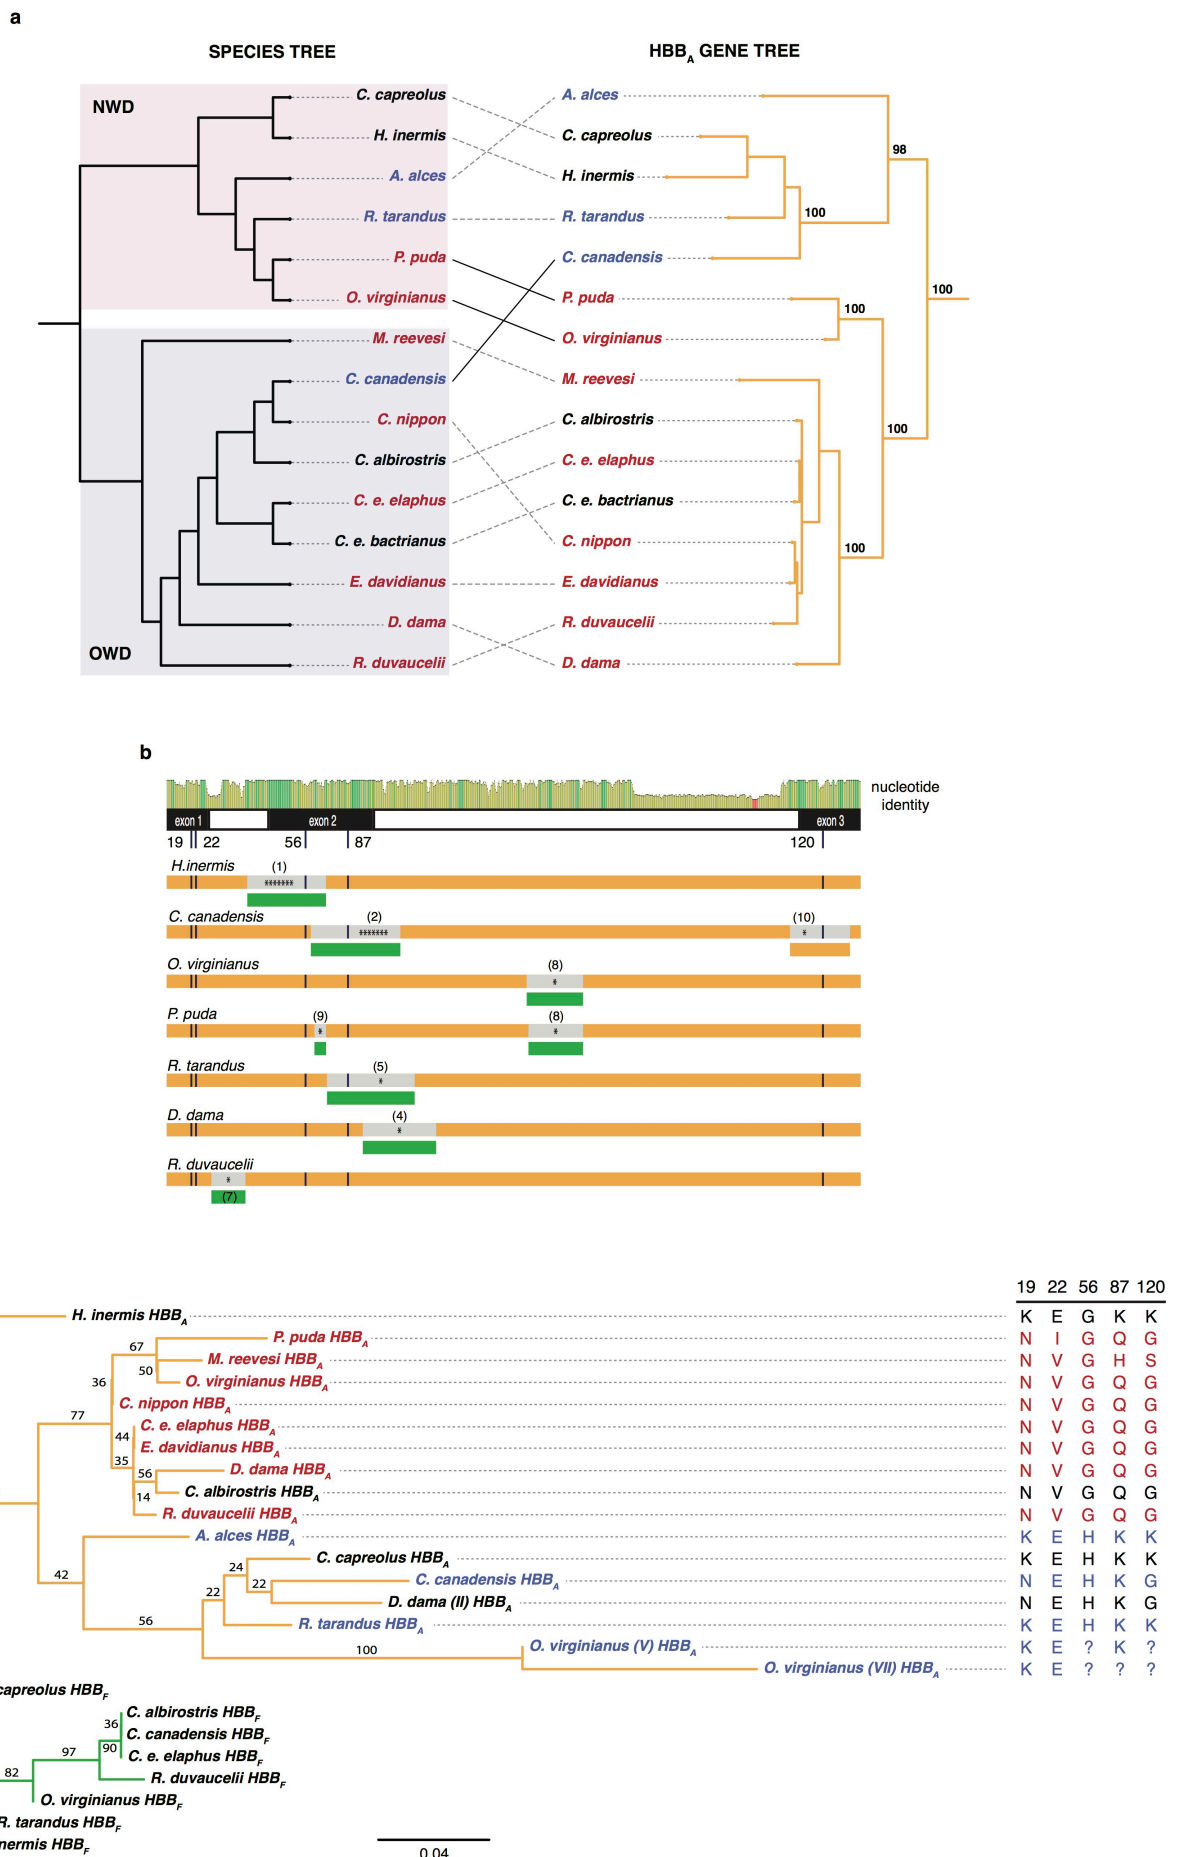 a
SPECIES TREE
HBBA GENE TREE
NWD
C. capreolus
H. inermis
A. alces
R. tarandus
P. puda
O. virginianus
M. reevesi
C. canadensis
C. nippon
C. albirostris
C. e. elaphus
C. e. bactrianus
E. davidianus
D. dama
R. duvaucelii
OWD
A. alces
C. capreolus
H. inermis
R. tarandus
C. canadensis
P. puda
O. virginianus
M. reevesi
C. albirostris
C. e. elaphus
C. e. bactrianus
C. nippon
E. davidianus
R. duvaucelii
D. dama
98
100
100
100
100
100
b
nucleotide
identity
exon 1 exon 2 exon 3
19 22 56 87 120
H.inermis (1)
*******
C. canadensis (2) (10)
******* *
O. virginianus (8)
*
P. puda (9) (8)
* *
R. tarandus (5)
*
D. dama (4)
*
R. duvaucelii
*
(7)
19 22 56 87 120
H. inermis HBBA K E G K K
67 P. puda HBBA N I G Q G
50 M. reevesi HBBA N V G H S
36 O. virginianus HBBA N V G Q G
77 C. nippon HBBA N V G Q G
44 C. e. elaphus HBBA N V G Q G
35 E. davidianus HBBA N V G Q G
56 D. dama HBBA N V G Q G
14 C. albirostris HBBA N V G Q G
R. duvaucelii HBBA N V G Q G
A. alces HBBA K E H K K
42 24 C. capreolus HBBA K E H K K
22 22 C. canadensis HBBA N E H K G
D. dama (II) HBBA N E H K G
56 R. tarandus HBBA K E H K K
100 O. virginianus (V) HBBA K E ? K ?
O. virginianus (VII) HBBA K E ? ? ?
capreolus HBBF
36 C. albirostris HBBF
90 C. canadensis HBBF
97 C. e. elaphus HBBF
82 R. duvaucelii HBBF
O. virginianus HBBF
R. tarandus HBBF
nermis HBBF
0.04